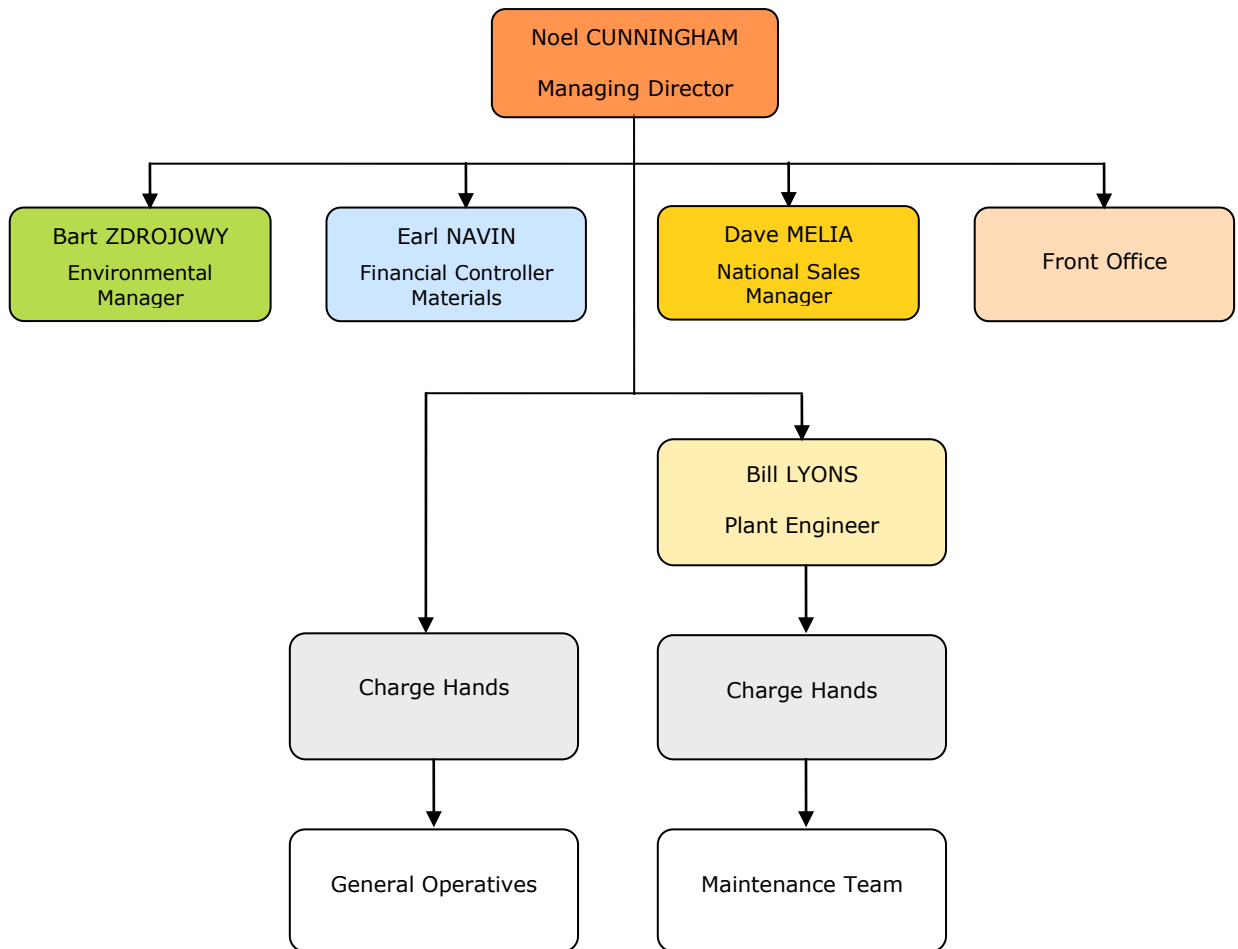 Noel CUNNINGHAM
Managing Director
Bart ZDROJOWY
Environmental
Manager
Earl NAVIN
Financial Controller
Materials
Dave MELIA
National Sales
Manager
Front Office
Bill LYONS
Plant Engineer
Charge Hands
Charge Hands
General Operatives
Maintenance Team